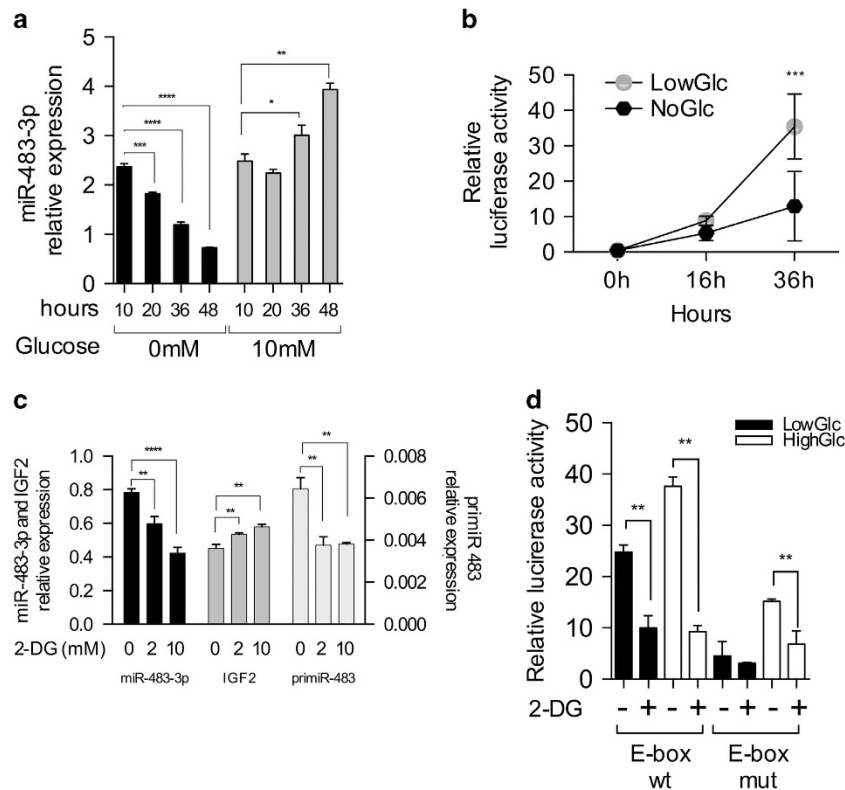 a
miR-483-3p
relative expression
5
4
3
2
1
0
****
****
***
**
*
hours
10 20 36 48 10 20 36 48
Glucose 0mM 10mM
b
Relative
luciferase activity
50
40
30
20
10
0
LowGlc
NoGlc
***
0h 16h 36h
Hours
c
miR-483-3p and IGF2
relative expression
1.0
0.8
0.6
0.4
0.2
0.0
****
**
**
**
**
**
0.008
0.006
0.004
0.002
0.000
primiR 483
relative expression
2-DG (mM) 0 2 10 0 2 10 0 2 10
miR-483-3p IGF2 primiR-483
d
Relative lucirerase activity
50
40
30
20
10
0
LowGlc
HighGlc
**
**
**
2-DG - + - + - + - +
E-box E-box
wt mut